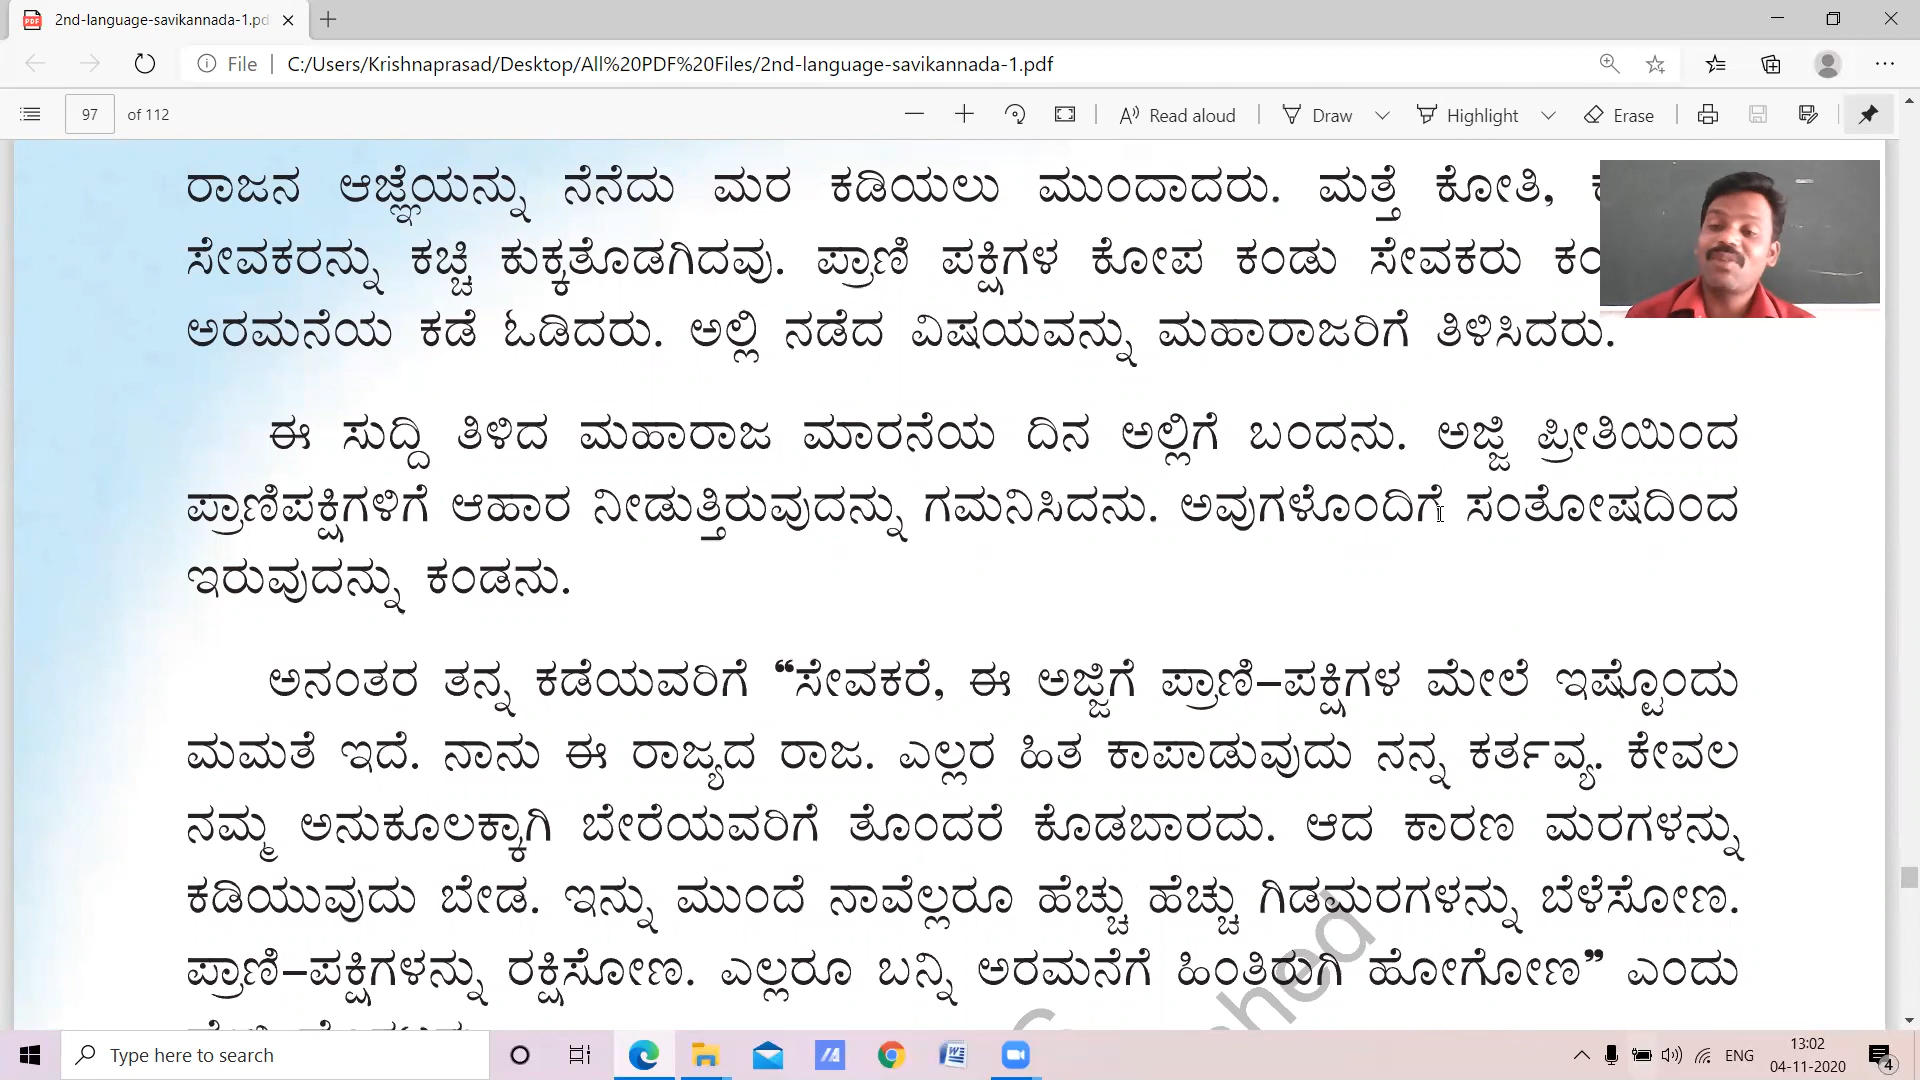 2nd-language-savikannada-1.pd
File
C:/Users/Krishnaprasad/Desktop/All%20PDF%20Files/2nd-language-savikannada-1.pdf
97 of 112
Read aloud
Draw
Highlight
Erase
ರಾಜನ ಆಜ್ಞೆಯನ್ನು ನೆನೆದು ಮರ ಕಡಿಯಲು ಮುಂದಾದರು. ಮತ್ತೆ ಕೋತಿ,
ಸೇವಕರನ್ನು ಕಚ್ಚಿ ಕುಕ್ಕತೊಡಗಿದವು. ಪ್ರಾಣಿ ಪಕ್ಷಿಗಳ ಕೋಪ ಕಂಡು ಸೇವಕರು
ಅರಮನೆಯ ಕಡೆ ಓಡಿದರು. ಅಲ್ಲಿ ನಡೆದ ವಿಷಯವನ್ನು ಮಹಾರಾಜರಿಗೆ ತಿಳಿಸಿದರು.
ಈ ಸುದ್ದಿ ತಿಳಿದ ಮಹಾರಾಜ ಮಾರನೆಯ ದಿನ ಅಲ್ಲಿಗೆ ಬಂದನು. ಅಜ್ಜಿ ಪ್ರೀತಿಯಿಂದ
ಪ್ರಾಣಿಪಕ್ಷಿಗಳಿಗೆ ಆಹಾರ ನೀಡುತ್ತಿರುವುದನ್ನು ಗಮನಿಸಿದನು. ಅವುಗಳೊಂದಿಗೆ ಸಂತೋಷದಿಂದ
ಇರುವುದನ್ನು ಕಂಡನು.
ಅನಂತರ ತನ್ನ ಕಡೆಯವರಿಗೆ “ಸೇವಕರೆ, ಈ ಅಜ್ಜಿಗೆ ಪ್ರಾಣಿ–ಪಕ್ಷಿಗಳ ಮೇಲೆ ಇಷ್ಟೊಂದು
ಮಮತೆ ಇದೆ. ನಾನು ಈ ರಾಜ್ಯದ ರಾಜ. ಎಲ್ಲರ ಹಿತ ಕಾಪಾಡುವುದು ನನ್ನ ಕರ್ತವ್ಯ. ಕೇವಲ
ನಮ್ಮ ಅನುಕೂಲಕ್ಕಾಗಿ ಬೇರೆಯವರಿಗೆ ತೊಂದರೆ ಕೊಡಬಾರದು. ಆದ ಕಾರಣ ಮರಗಳನ್ನು
ಕಡಿಯುವುದು ಬೇಡ. ಇನ್ನು ಮುಂದೆ ನಾವೆಲ್ಲರೂ ಹೆಚ್ಚು ಹೆಚ್ಚು ಗಿಡಮರಗಳನ್ನು ಬೆಳೆಸೋಣ.
ಪ್ರಾಣಿ–ಪಕ್ಷಿಗಳನ್ನು ರಕ್ಷಿಸೋಣ. ಎಲ್ಲರೂ ಬನ್ನಿ ಅರಮನೆಗೆ ಹಿಂತಿರುಗಿ ಹೋಗೋಣ” ಎಂದು
Type here to search
ENG
13:02
04-11-2020
4